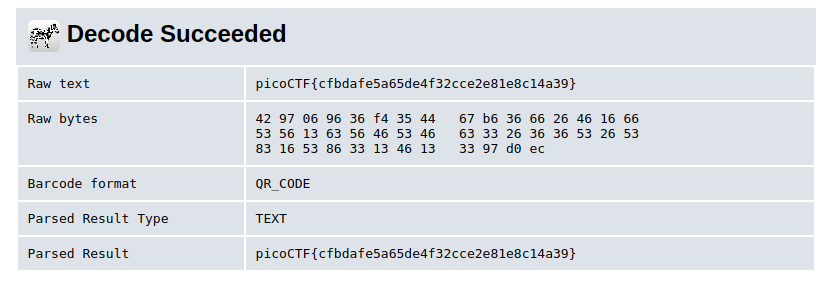 Decode Succeeded
Raw text picoCTF{cfbdafe5a65de4f32cce2e81e8c14a39}
Raw bytes 42 97 06 96 36 f4 35 44 67 b6 36 66 26 46 16 66
53 56 13 63 56 46 53 46 63 33 26 36 36 53 26 53
83 16 53 86 33 13 46 13 33 97 d0 ec
Barcode format QR_CODE
Parsed Result Type TEXT
Parsed Result picoCTF{cfbdafe5a65de4f32cce2e81e8c14a39}